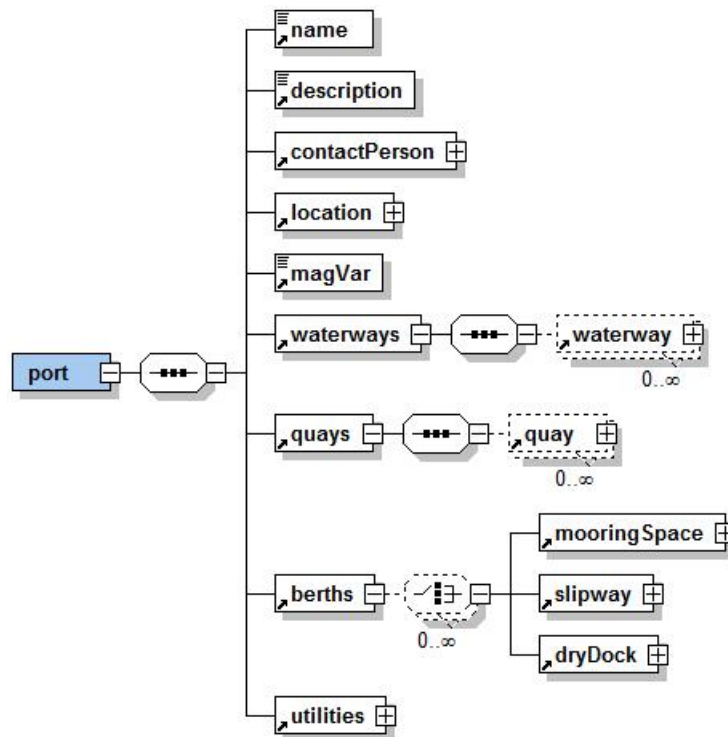 name
description
contactPerson
location
magVar
waterways
waterway
0..∞
port
quays
quay
0..∞
mooringSpace
berths
0..∞
slipway
dryDock
utilities